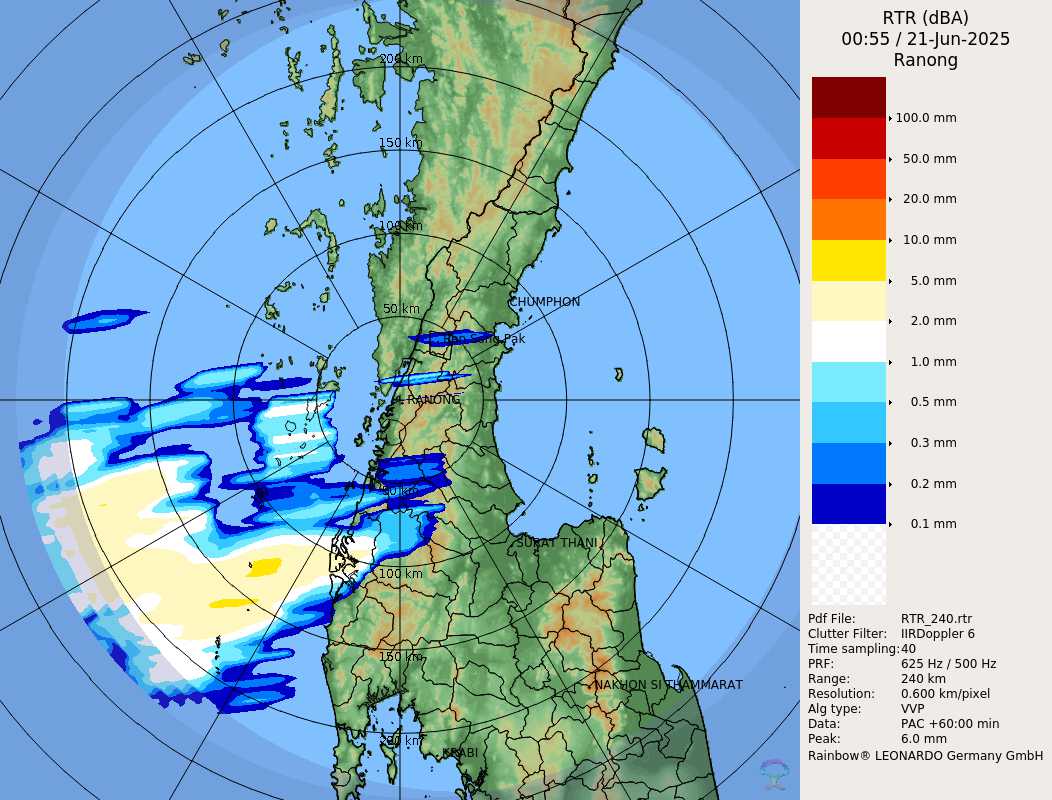 RTR (dBA)
00:55 / 21-Jun-2025
Ranong
100.0 mm
50.0 mm
20.0 mm
10.0 mm
5.0 mm
2.0 mm
1.0 mm
0.5 mm
0.3 mm
0.2 mm
0.1 mm
Pdf File: RTR_240.rtr
Clutter Filter: IIRDoppler 6
Time sampling:40
PRF: 625 Hz / 500 Hz
Range: 240 km
Resolution: 0.600 km/pixel
Alg type: VVP
Data: PAC +60:00 min
Peak: 6.0 mm
Rainbow® LEONARDO Germany GmbH
200 km
150 km
100 km
50 km
CHUMPHON
Pak
RANONG
50 km
SURAT THANI
100 km
150 km
NAKHON SI THAMMARAT
200 km
KRABI